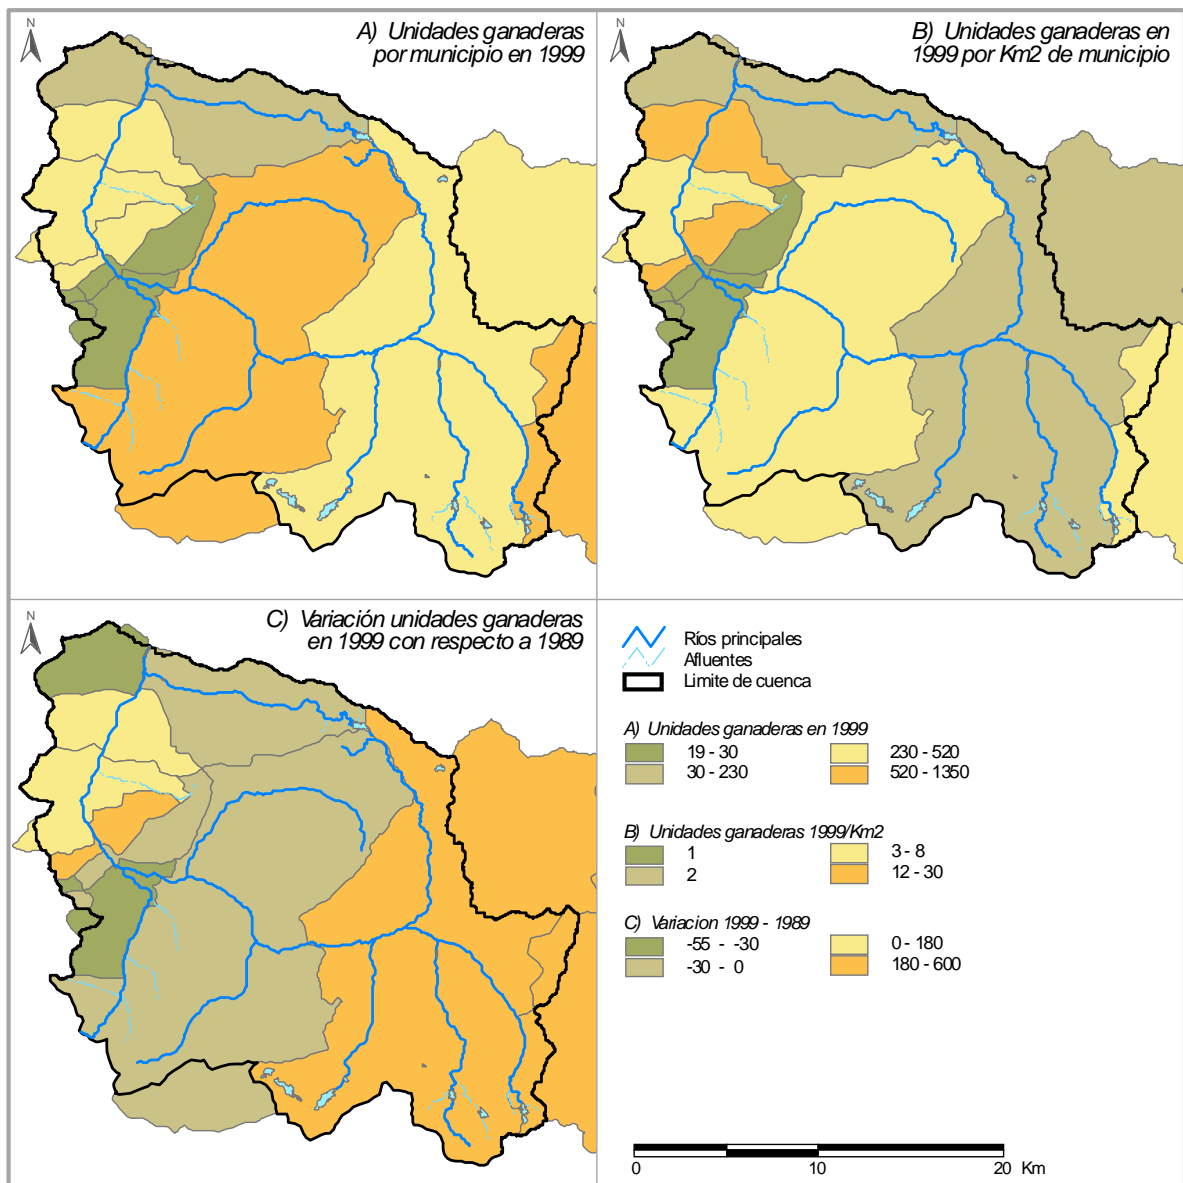 N
A) Unidades ganaderas
por municipio en 1999
N
B) Unidades ganaderas en
1999 por Km2 de municipio
N
C) Variación unidades ganaderas
en 1999 con respecto a 1989
Ríos principales
Afluentes
Limite de cuenca
A) Unidades ganaderas en 1999
19 - 30 230 - 520
30 - 230 520 - 1350
B) Unidades ganaderas 1999/Km2
1 3 - 8
2 12 - 30
C) Variacion 1999 - 1989
-55 - -30 0 - 180
-30 - 0 180 - 600
0 10 20 Km